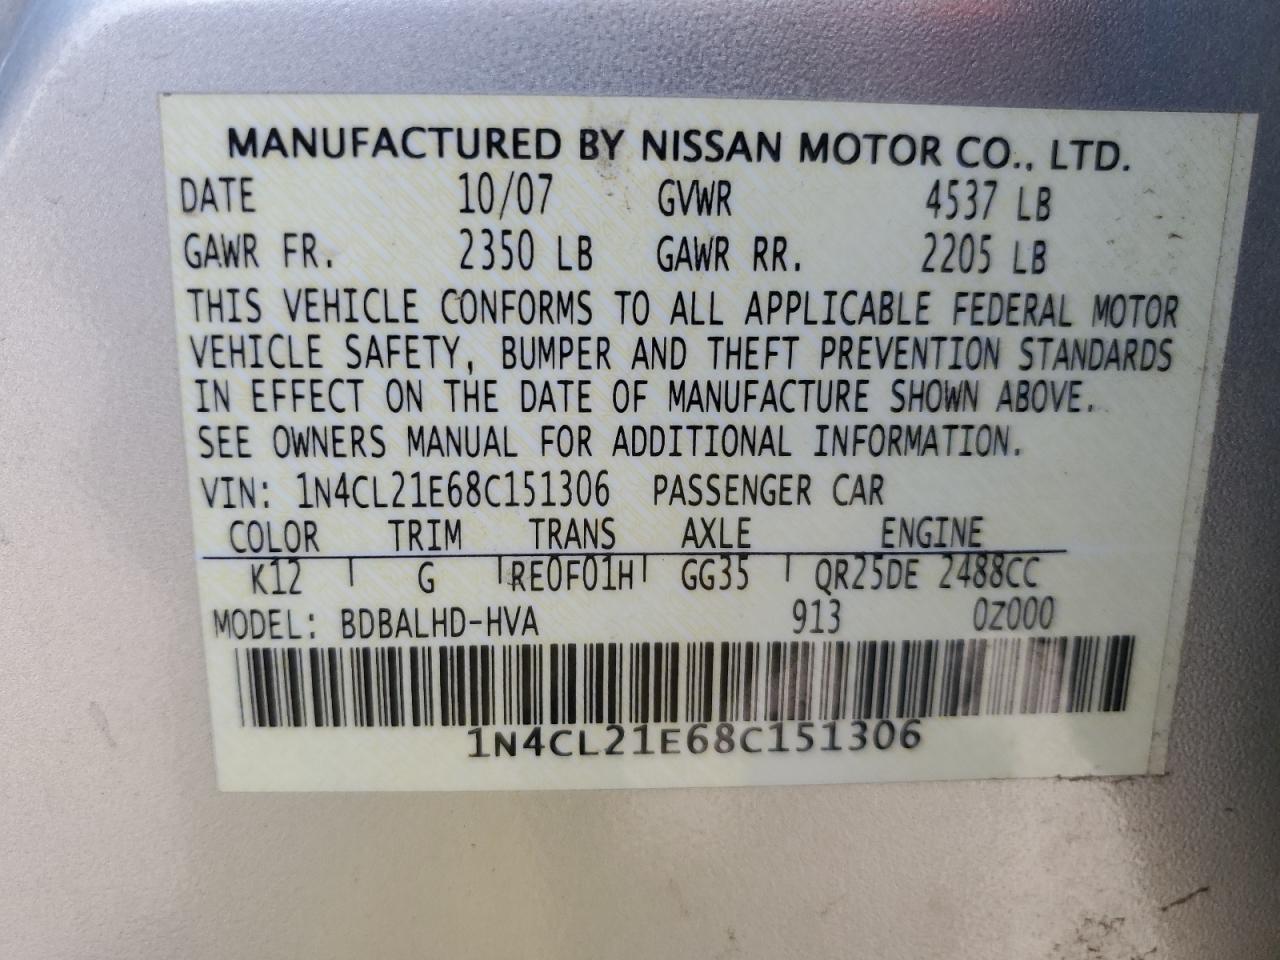 MANUFACTURED BY NISSAN MOTOR CO., LTD.
DATE 10/07 GVWR 4537 LB
GAWR FR. 2350 LB GAWR RR. 2205 LB
THIS VEHICLE CONFORMS TO ALL APPLICABLE FEDERAL MOTOR
VEHICLE SAFETY, BUMPER AND THEFT PREVENTION STANDARDS
IN EFFECT ON THE DATE OF MANUFACTURE SHOWN ABOVE.
SEE OWNERS MANUAL FOR ADDITIONAL INFORMATION.
VIN: 1N4CL21E68C151306 PASSENGER CAR
COLOR TRIM TRANS AXLE ENGINE
K12 G RE0F01H GG35 QR25DE 2488CC
MODEL: BDBALHD-HVA 913 0Z000
1N4CL21E68C151306